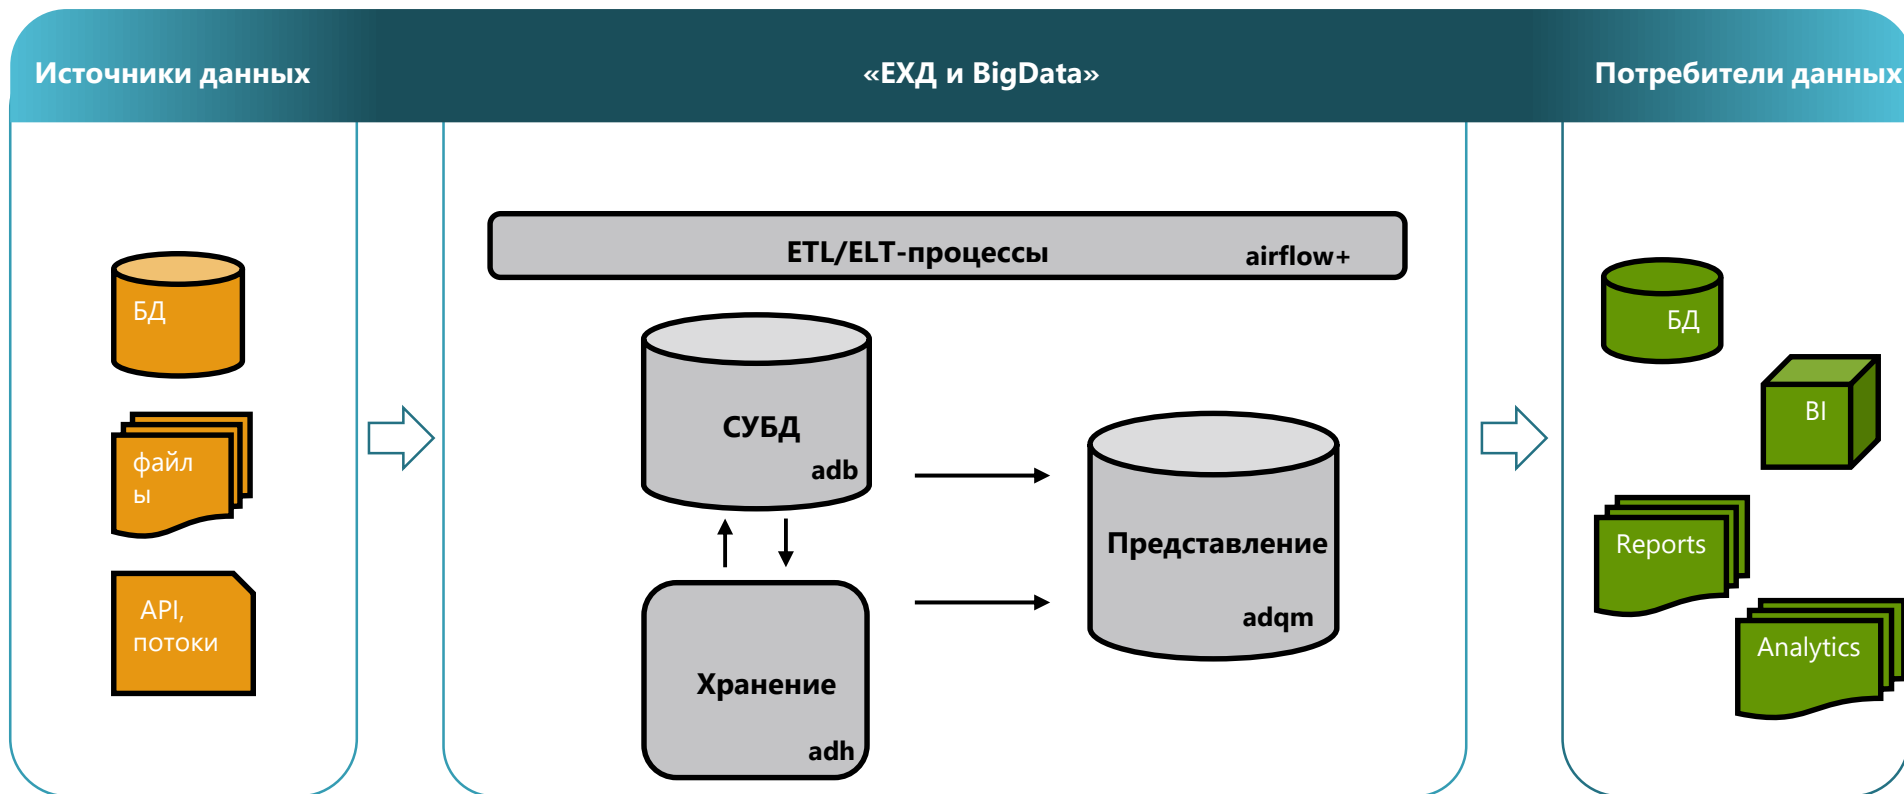 Источники данных
«ЕХД и BigData»
Потребители данных
БД
файл
ы
API,
потоки
ETL/ELT-процессы
airflow+
СУБД
adb
Хранение
adh
Представление
adqm
БД
BI
Reports
Analytics